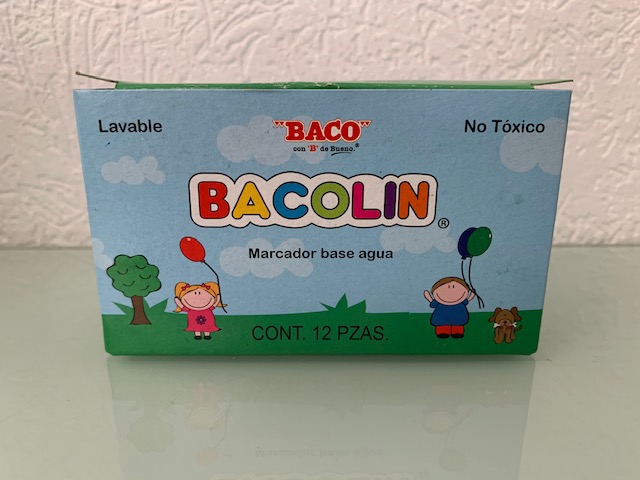 Lavable
"BACO"
con "B" de Bueno.®
No Tóxico
BACOLIN®
Marcador base agua
CONT. 12 PZAS.